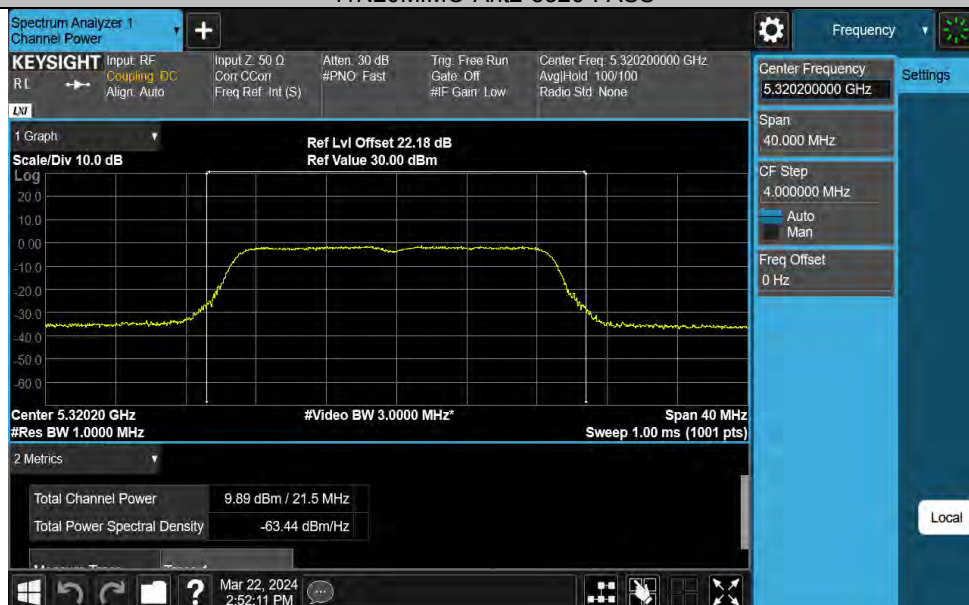 Spectrum Analyzer 1
Channel Power
Frequency
KEYSIGHT
Input: RF
Coupling: DC
Align: Auto
Input Z: 50 Ω
Corr CCorr
Freq Ref: Int (S)
Atten: 30 dB
#PNO: Fast
Trig: Free Run
Gate: Off
#IF Gain: Low
Center Freq: 5.320200000 GHz
Avg|Hold: 100/100
Radio Std: None
LXI
Center Frequency
5.320200000 GHz
Settings
Span
40.000 MHz
CF Step
4.000000 MHz
Auto
Man
Freq Offset
0 Hz
1 Graph
Scale/Div 10.0 dB
Ref Lvl Offset 22.18 dB
Ref Value 30.00 dBm
Log
20.0
10.0
0.00
-10.0
-20.0
-30.0
-40.0
-50.0
-60.0
Center 5.32020 GHz
#Video BW 3.0000 MHz*
Span 40 MHz
#Res BW 1.0000 MHz
Sweep 1.00 ms (1001 pts)
2 Metrics
Total Channel Power 9.89 dBm / 21.5 MHz
Total Power Spectral Density -63.44 dBm/Hz
Local
Mar 22, 2024
2:52:11 PM